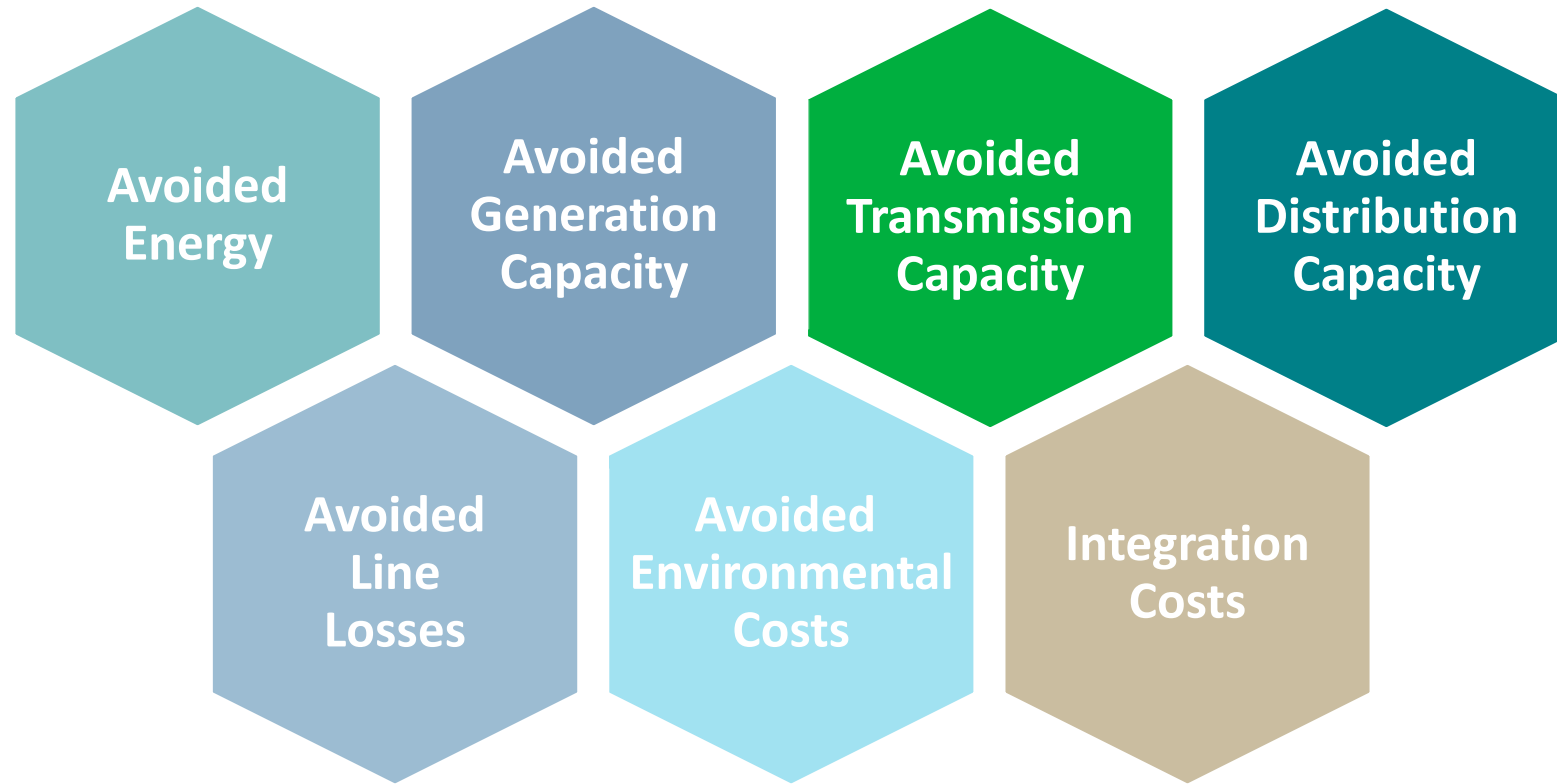 Avoided
Energy
Avoided
Generation
Capacity
Avoided
Transmission
Capacity
Avoided
Distribution
Capacity
Avoided
Line
Losses
Avoided
Environmental
Costs
Integration
Costs